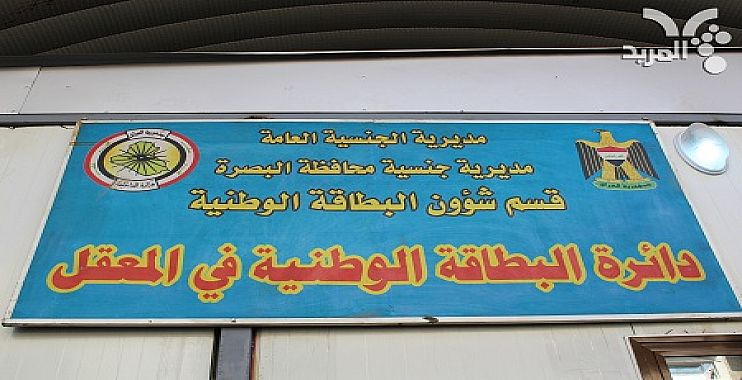 المربد
مديرية الجنسية العامة
مديرية جنسية محافظة البصرة
قسم شؤون البطاقة الوطنية
دائرة البطاقة الوطنية في المعقل